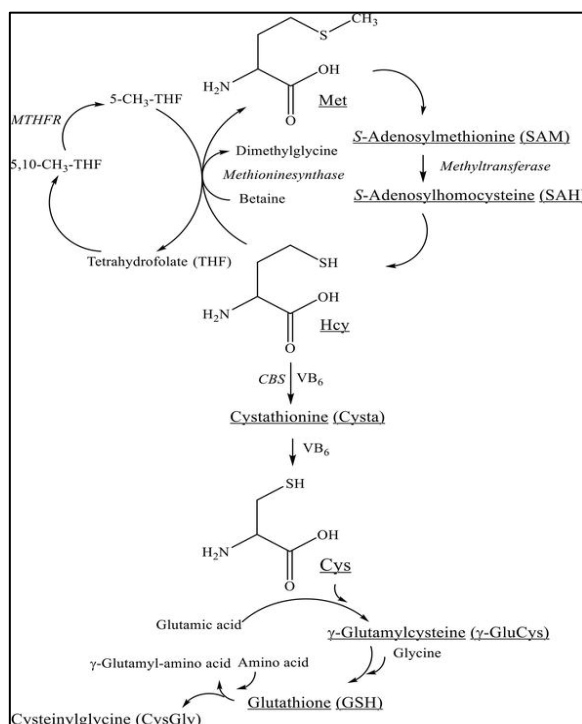 S
CH₃
H₂N
OH
O
Met
5-CH₃-THF
MTHFR
5,10-CH₃-THF
Tetrahydrofolate (THF)
Dimethylglycine
Methioninesynthase
Betaine
S-Adenosylmethionine (SAM)
Methyltransferase
S-Adenosylhomocysteine (SAH)
SH
H₂N
OH
O
Hcy
CBS
VB₆
Cystathionine (Cysta)
VB₆
SH
H₂N
OH
O
Cys
Glutamic acid
γ-Glutamylcysteine (γ-GluCys)
Glycine
γ-Glutamyl-amino acid
Amino acid
Glutathione (GSH)
Cysteinylglycine (CysGly)